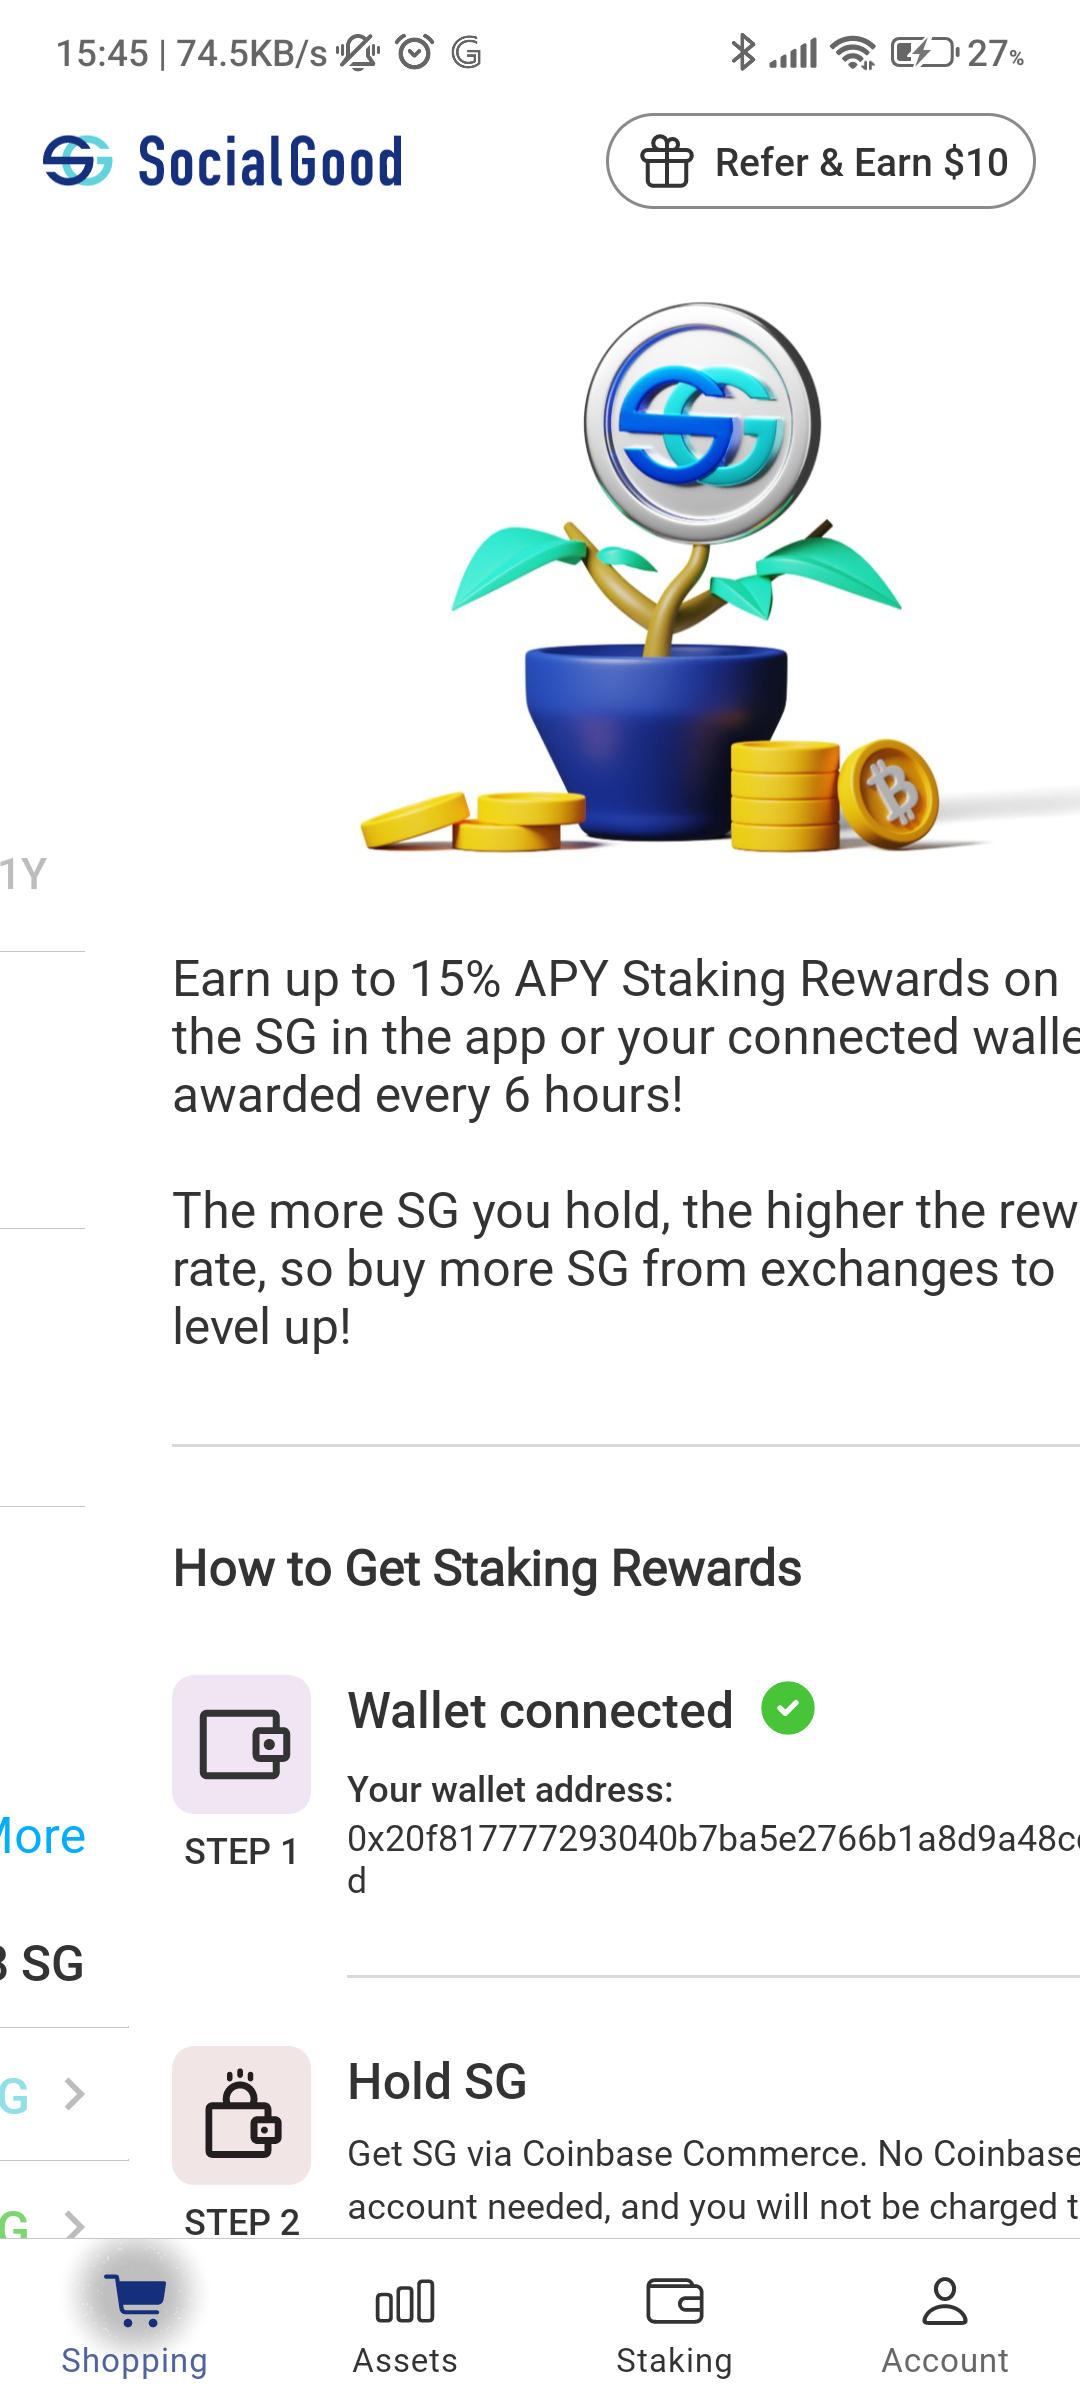 15:45 | 74.5KB/s
27%
SocialGood
Refer & Earn $10
1Y
Earn up to 15% APY Staking Rewards on
the SG in the app or your connected walle
awarded every 6 hours!
The more SG you hold, the higher the rew
rate, so buy more SG from exchanges to
level up!
How to Get Staking Rewards
Wallet connected
Your wallet address:
0x20f817777293040b7ba5e2766b1a8d9a48c
d
STEP 1
More
SG
Hold SG
G
Get SG via Coinbase Commerce. No Coinbase
account needed, and you will not be charged t
STEP 2
G
Shopping
Assets
Staking
Account